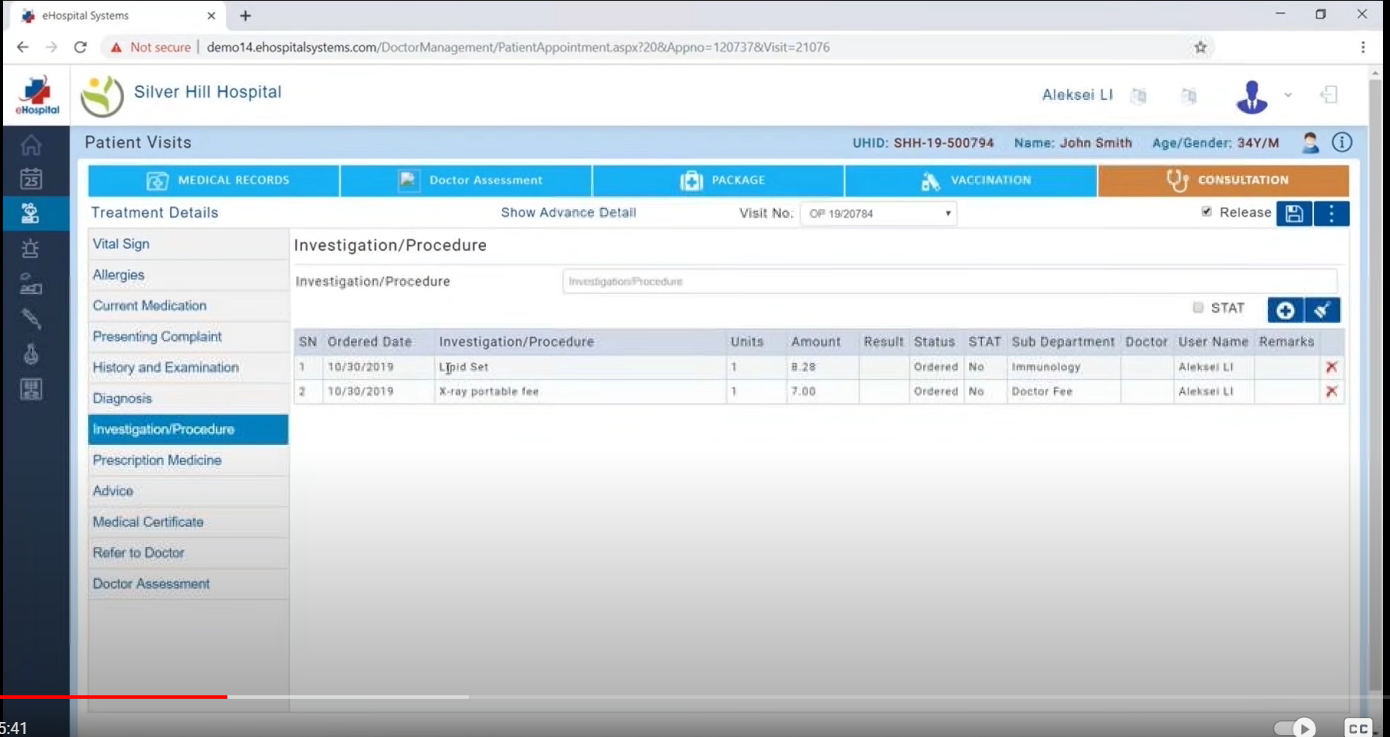 eHospital Systems
Not secure | demo14.ehospitalsystems.com/DoctorManagement/PatientAppointment.aspx?20&Appno=120737&Visit=21076
eHospital
Silver Hill Hospital
Aleksei LI
Patient Visits
UHID: SHH-19-500794 Name: John Smith Age/Gender: 34Y/M
MEDICAL RECORDS Doctor Assessment PACKAGE VACCINATION CONSULTATION
Treatment Details Show Advance Detail Visit No. OP 19/20784 Release
Vital Sign
Allergies
Current Medication
Presenting Complaint
History and Examination
Diagnosis
Investigation/Procedure
Prescription Medicine
Advice
Medical Certificate
Refer to Doctor
Doctor Assessment
Investigation/Procedure
Investigation/Procedure Investigation/Procedure
STAT
SN Ordered Date Investigation/Procedure Units Amount Result Status STAT Sub Department Doctor User Name Remarks
1 10/30/2019 Lipid Set 1 8.28 Ordered No Immunology Aleksei LI
2 10/30/2019 X-ray portable fee 1 7.00 Ordered No Doctor Fee Aleksei LI
5:41
CC